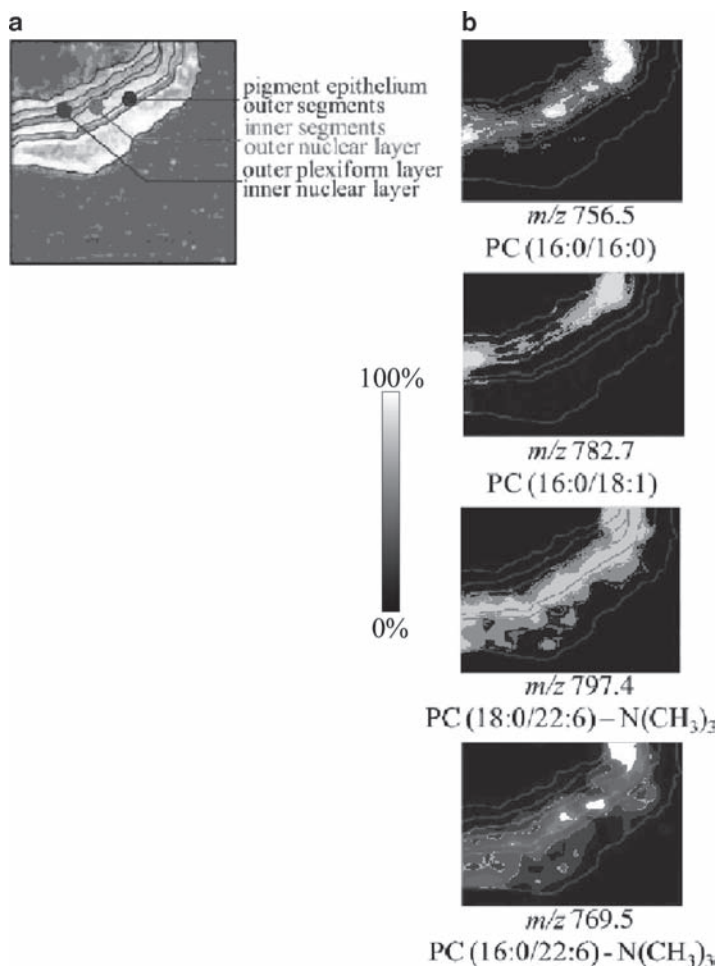 a
pigment epithelium
outer segments
inner segments
outer nuclear layer
outer plexiform layer
inner nuclear layer
b
m/z 756.5
PC (16:0/16:0)
m/z 782.7
PC (16:0/18:1)
100%
0%
m/z 797.4
PC (18:0/22:6) – N(CH₃)₃
m/z 769.5
PC (16:0/22:6) - N(CH₃)₃